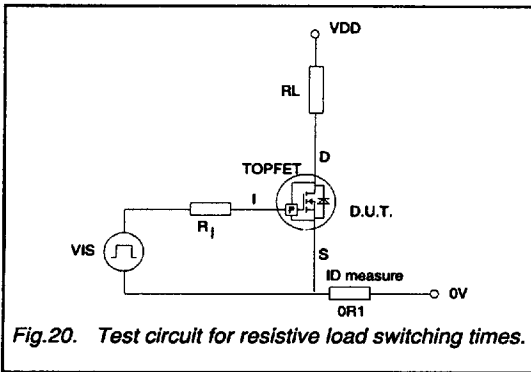 VDD
RL
D
TOPFET
I
P
D.U.T.
RI
VIS
S
ID measure
0V
0R1
Fig.20. Test circuit for resistive load switching times.